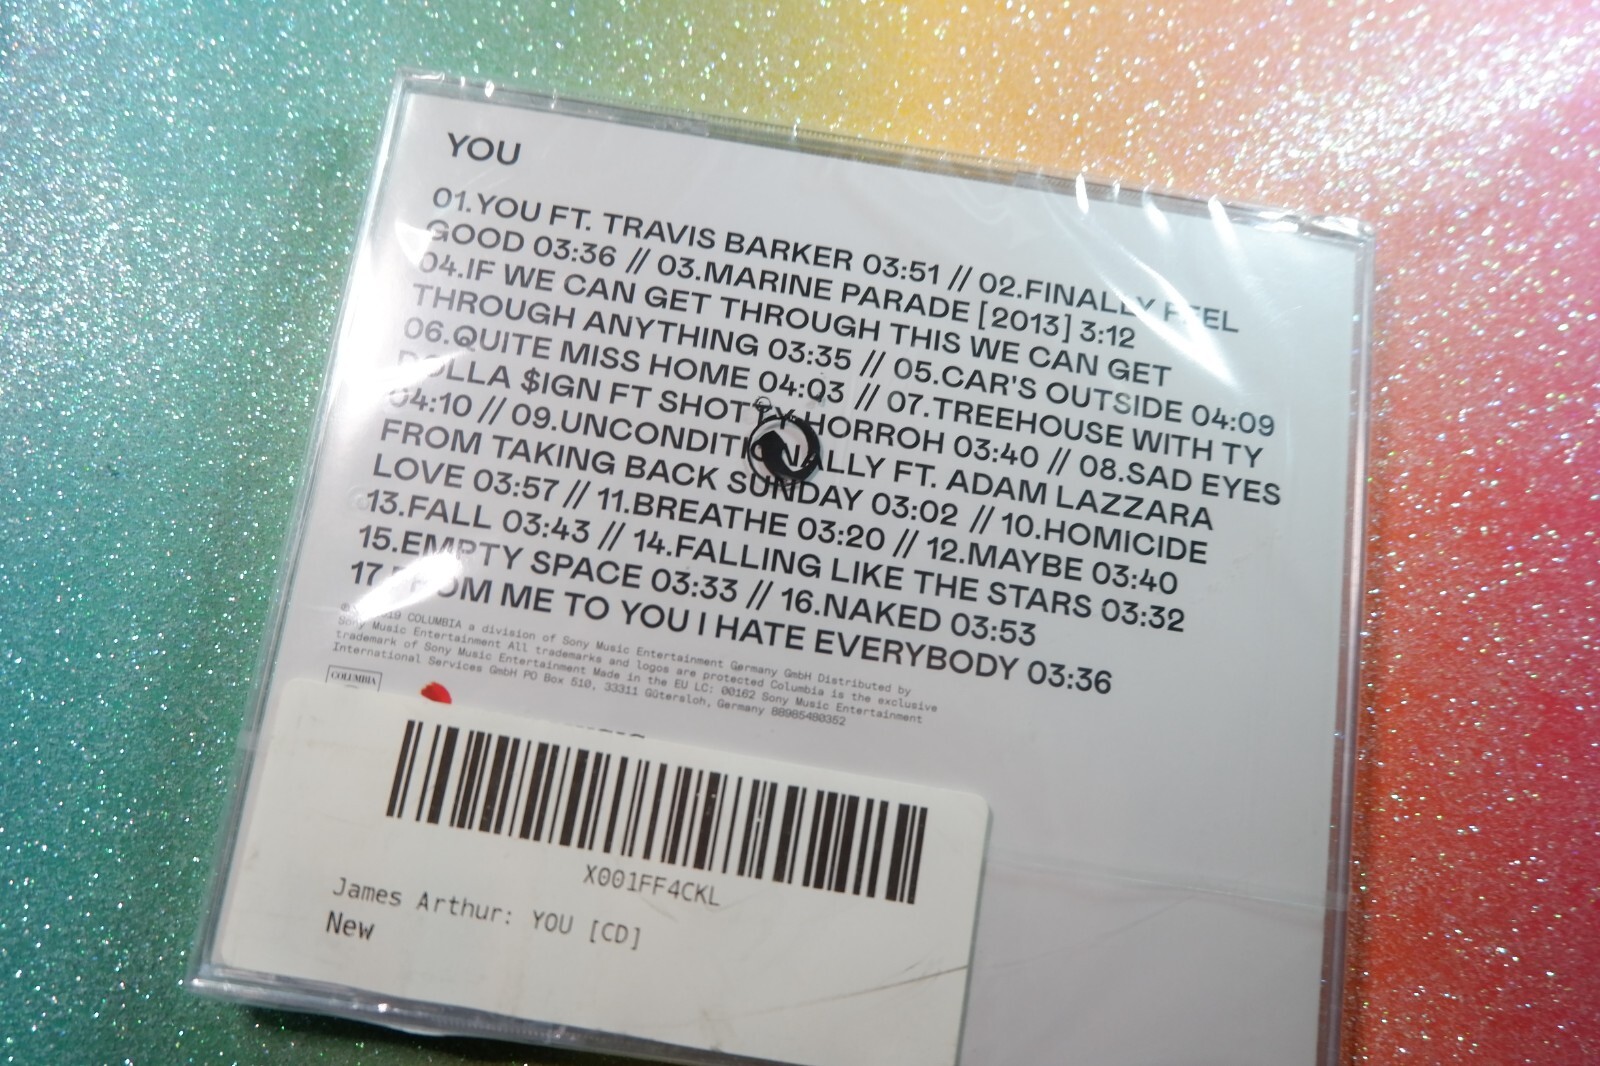 YOU
01.YOU FT. TRAVIS BARKER 03:51 // 02.FINALLY FEEL
GOOD 03:36 // 03.MARINE PARADE [2013] 3:12
04.IF WE CAN GET THROUGH THIS WE CAN GET
THROUGH ANYTHING 03:35 // 05.CAR'S OUTSIDE 04:09
06.QUITE MISS HOME 04:03 // 07.TREEHOUSE WITH TY
DOLLA $IGN FT SHOTTY HORROH 03:40 // 08.SAD EYES
04:10 // 09.UNCONDITIONALLY FT. ADAM LAZZARA
FROM TAKING BACK SUNDAY 03:02 // 10.HOMICIDE
LOVE 03:57 // 11.BREATHE 03:20 // 12.MAYBE 03:40
13.FALL 03:43 // 14.FALLING LIKE THE STARS 03:32
15.EMPTY SPACE 03:33 // 16.NAKED 03:53
17.FROM ME TO YOU I HATE EVERYBODY 03:36
2019 COLUMBIA a division of Sony Music Entertainment Germany GmbH Distributed by
Sony Music Entertainment All trademarks and logos are protected Columbia is the exclusive
trademark of Sony Music Entertainment Made in the EU LC: 00162 Sony Music Entertainment
International Services GmbH PO Box 510, 33311 Gütersloh, Germany 88985480352
COLUMBIA
X001FF4CKL
James Arthur: YOU [CD]
New